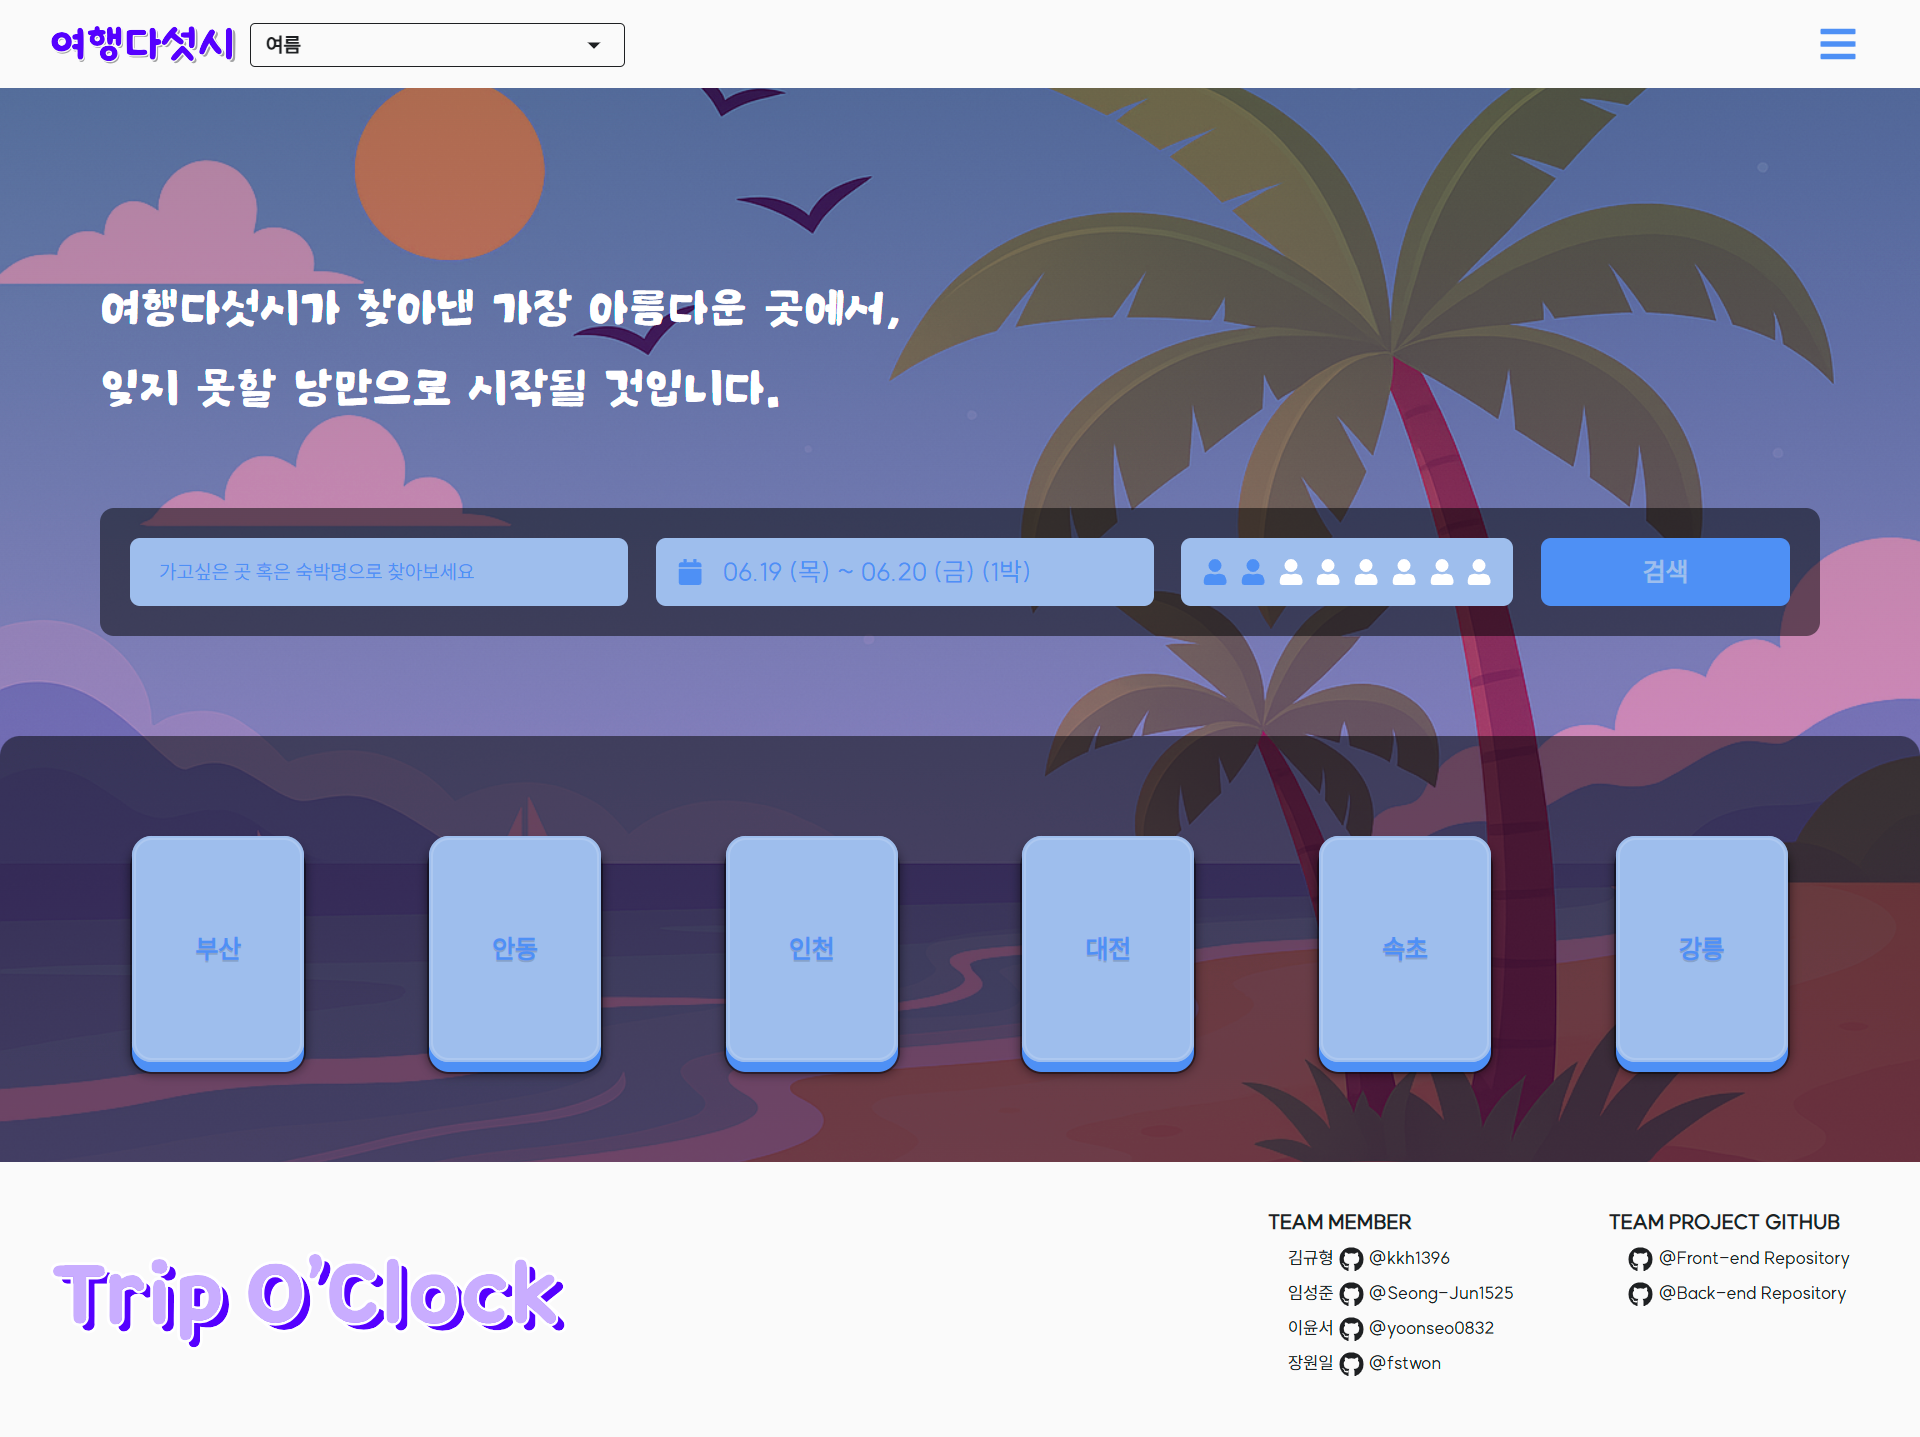 여행다섯시
여름
여행다섯시가 찾아낸 가장 아름다운 곳에서,
잊지 못할 낭만으로 시작될 것입니다.
가고싶은 곳 혹은 숙박명으로 찾아보세요
06.19 (목) ~ 06.20 (금) (1박)
검색
부산
안동
인천
대전
속초
강릉
Trip O'Clock
TEAM MEMBER
김규형 @kkh1396
임성준 @Seong-Jun1525
이윤서 @yoonseo0832
장원일 @fstwon
TEAM PROJECT GITHUB
@Front-end Repository
@Back-end Repository